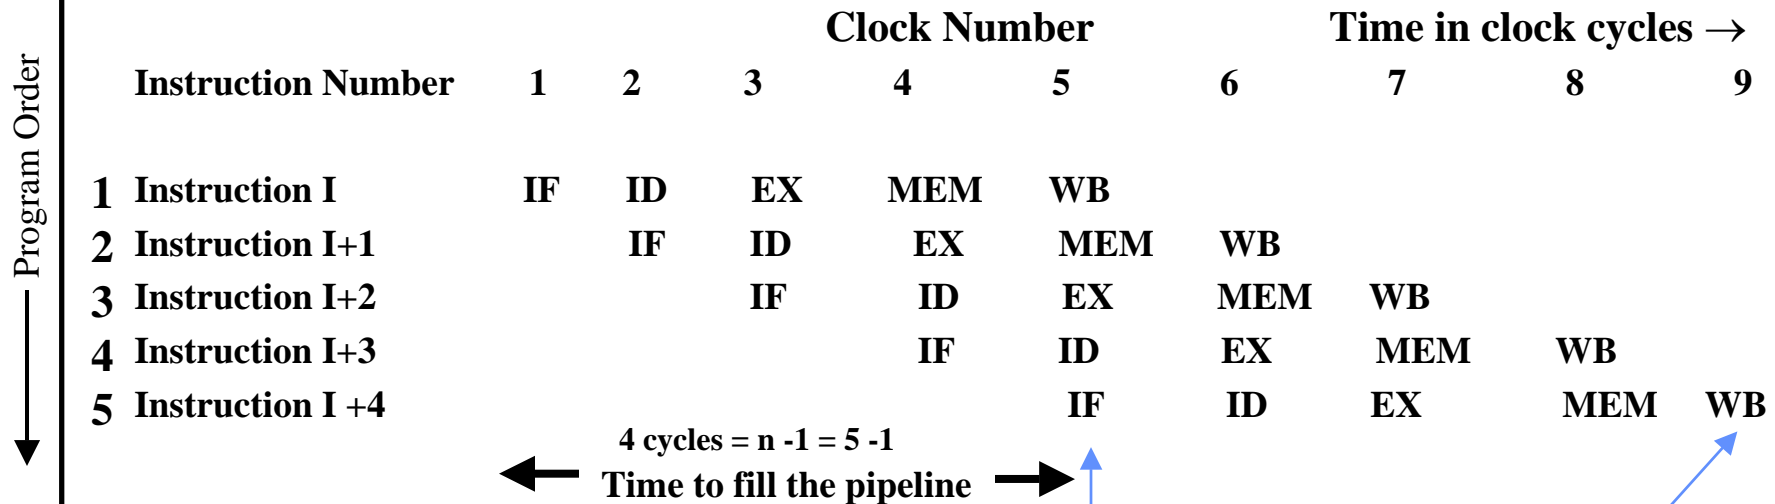 Clock Number Time in clock cycles →
Instruction Number 1 2 3 4 5 6 7 8 9
Program Order
1 Instruction I IF ID EX MEM WB
2 Instruction I+1 IF ID EX MEM WB
3 Instruction I+2 IF ID EX MEM WB
4 Instruction I+3 IF ID EX MEM WB
5 Instruction I +4 IF ID EX MEM WB
4 cycles = n -1 = 5 -1
Time to fill the pipeline